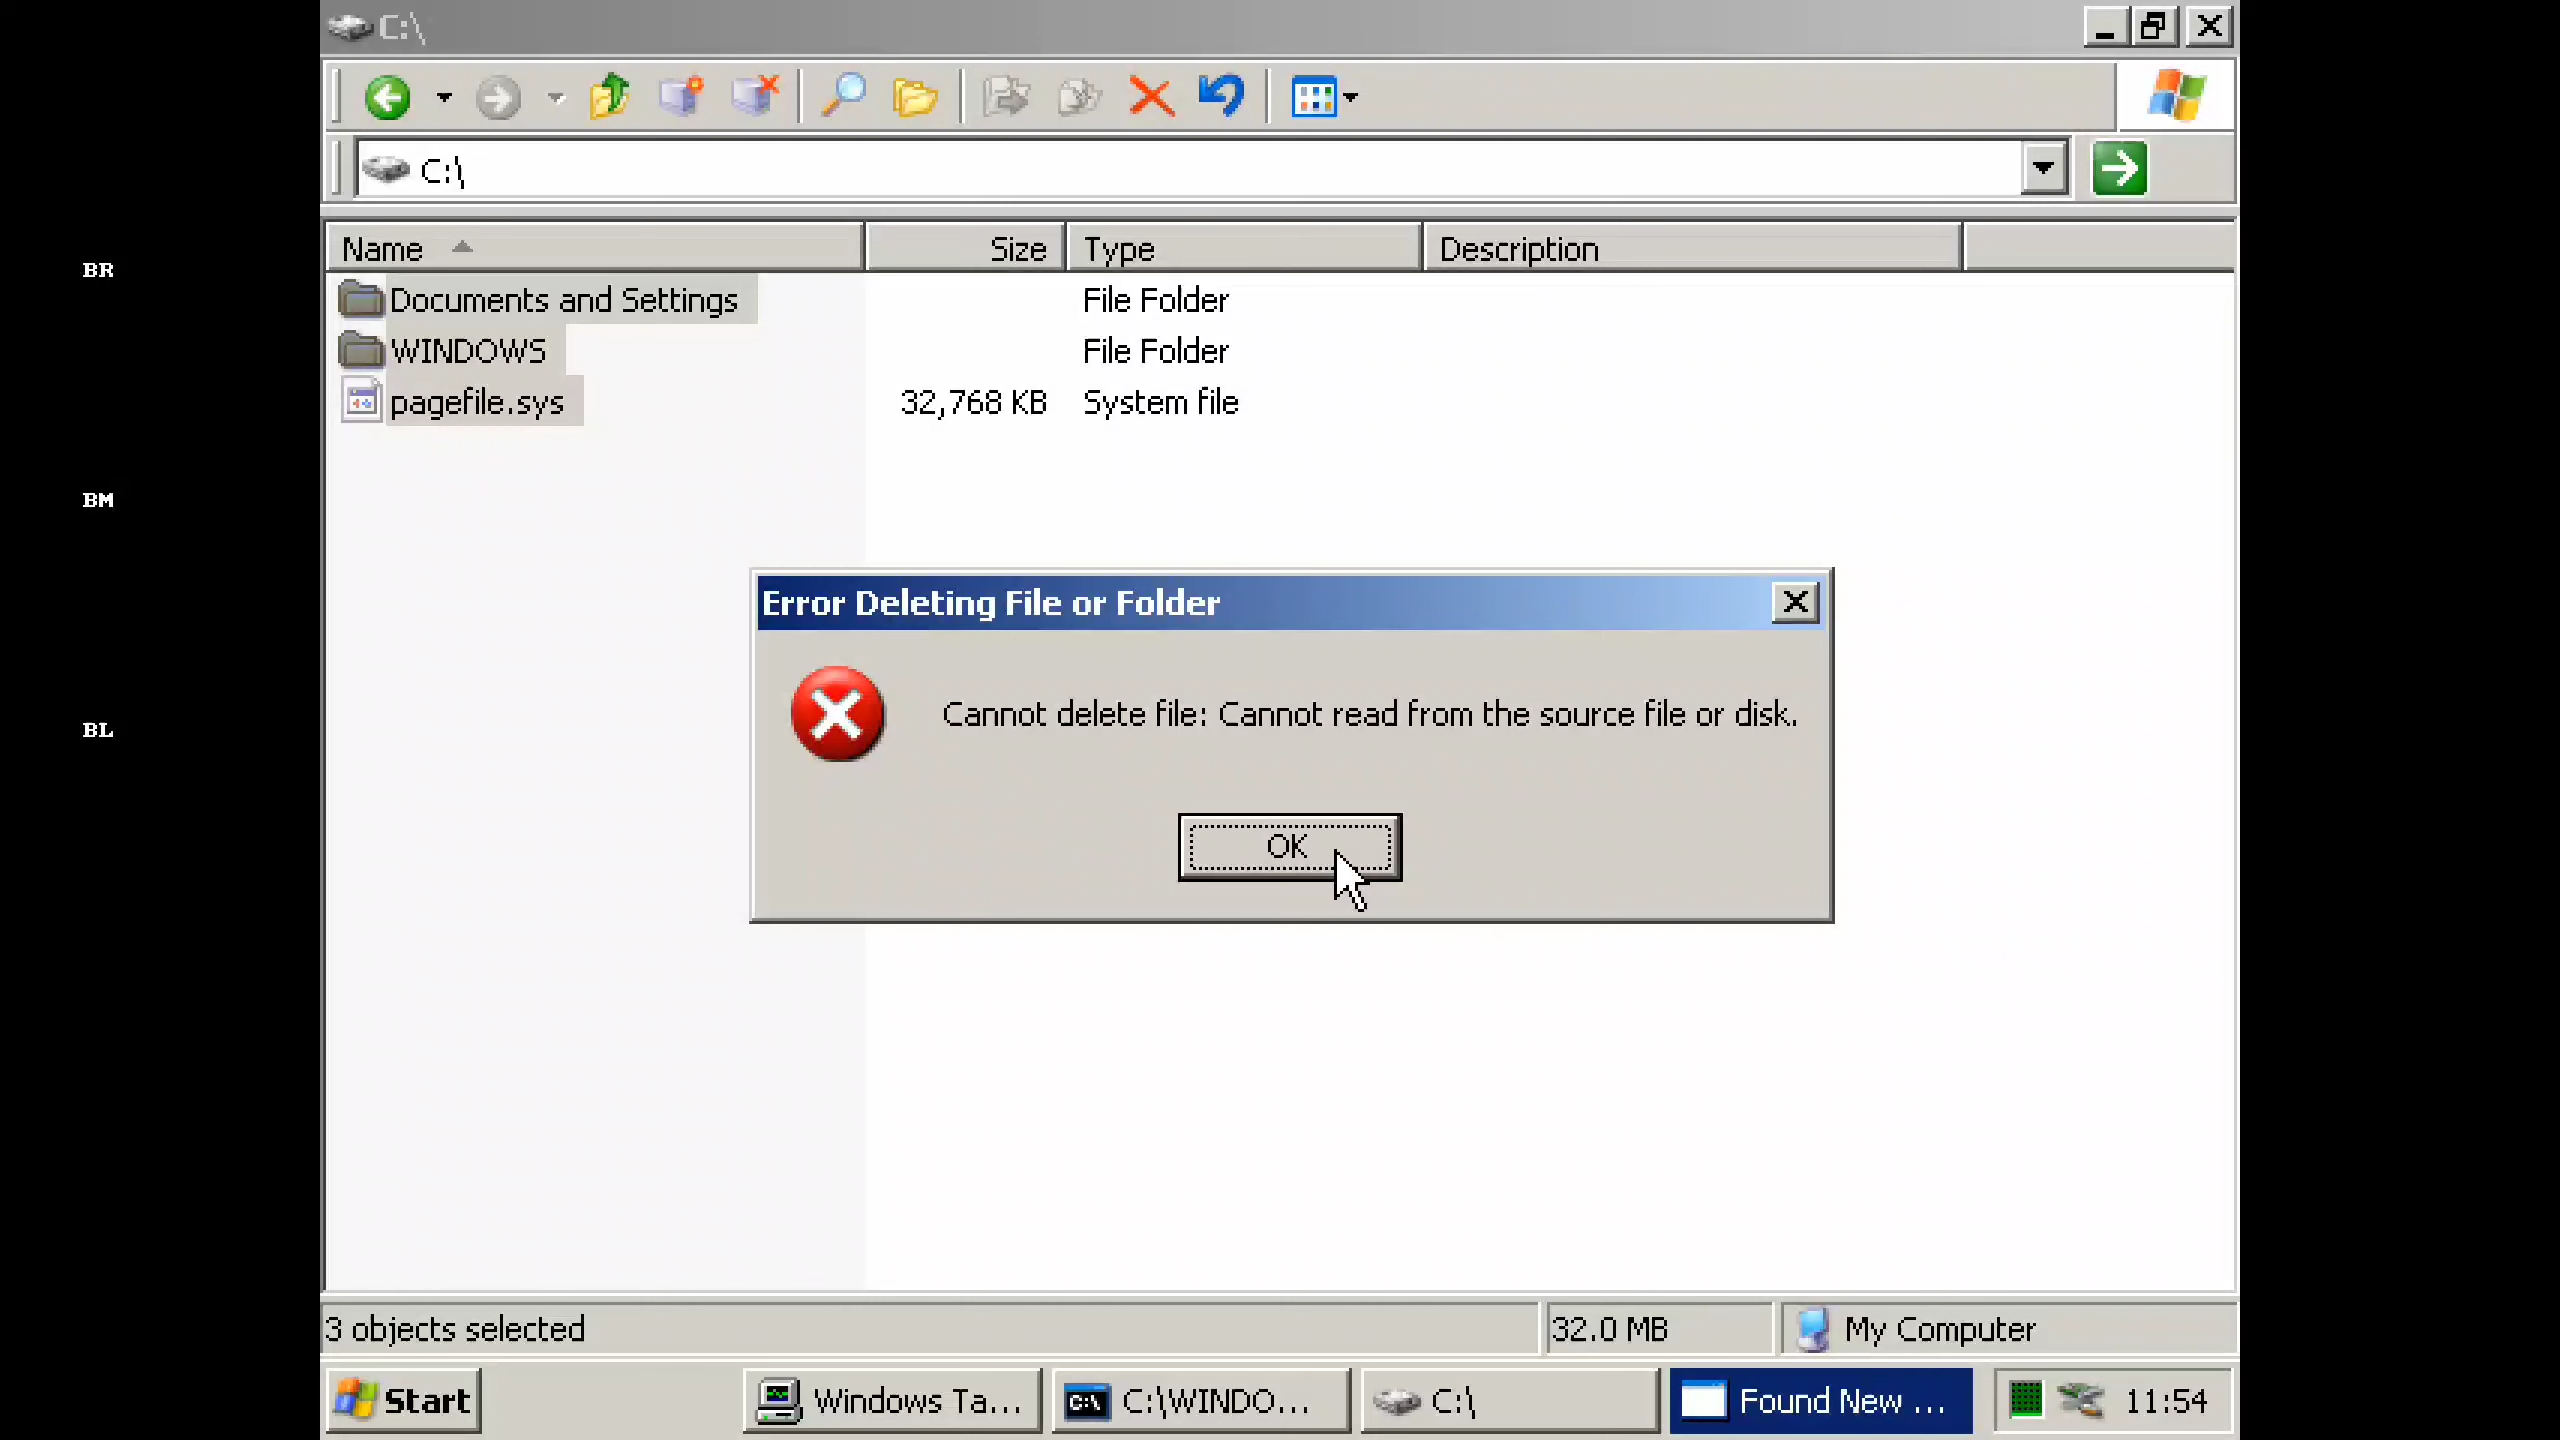 C:\
C:\
Name Size Type Description
Documents and Settings File Folder
WINDOWS File Folder
pagefile.sys 32,768 KB System file
BR
BM
BL
Error Deleting File or Folder
Cannot delete file: Cannot read from the source file or disk.
OK
3 objects selected 32.0 MB My Computer
Start Windows Ta... C:\WINDO... C:\ Found New ... 11:54